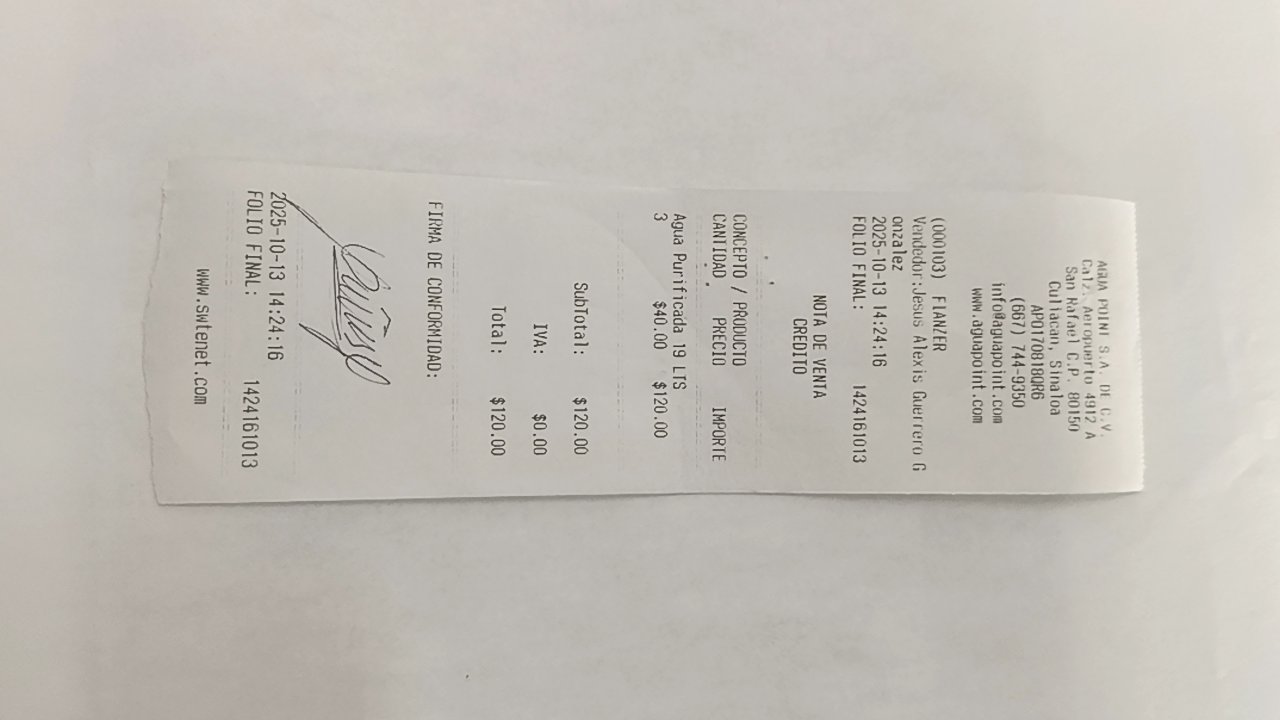 AGUA POINT S.A. DE C.V.
Calz. Aeropuerto 4912 A
San Rafael C.P. 80150
Culiacan, Sinaloa
APO170818QR6
(667) 744-9350
info@aguapoint.com
www.aguapoint.com
(000103) FIANZER
Vendedor:Jesus Alexis Guerrero G
onzalez
2025-10-13 14:24:16
FOLIO FINAL: 1424161013
NOTA DE VENTA
CREDITO
CONCEPTO / PRODUCTO
CANTIDAD PRECIO IMPORTE
Agua Purificada 19 LTS
3 $40.00 $120.00
SubTotal: $120.00
IVA: $0.00
Total: $120.00
FIRMA DE CONFORMIDAD:
2025-10-13 14:24:16
FOLIO FINAL: 1424161013
www.swtenet.com